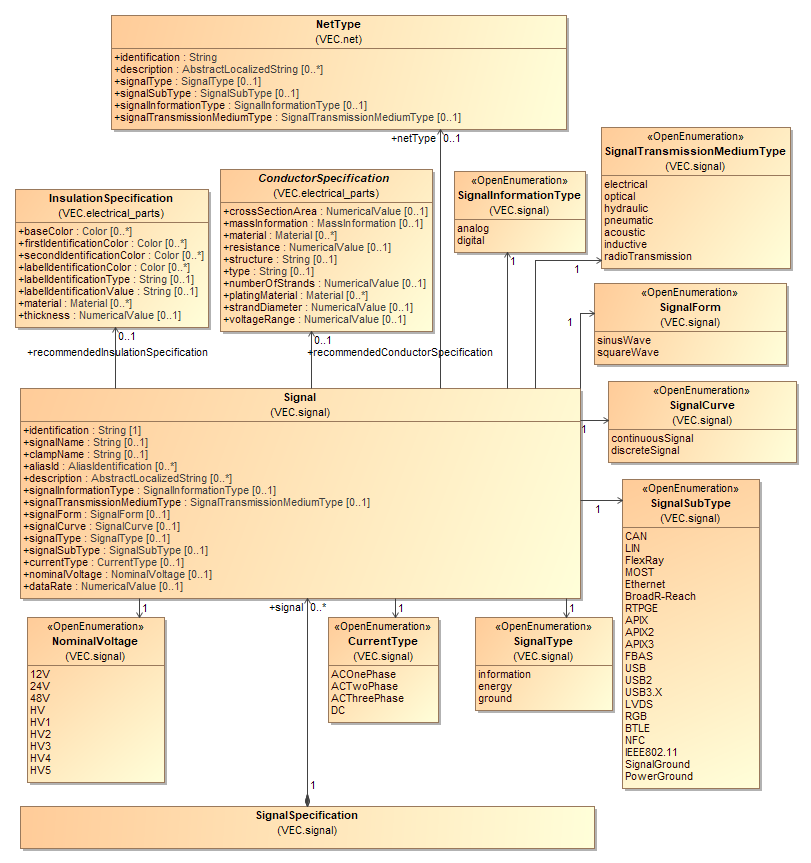 NetType
(VEC.net)
+identification : String
+description : AbstractLocalizedString [0..*]
+signalType : SignalType [0..1]
+signalSubType : SignalSubType [0..1]
+signalInformationType : SignalInformationType [0..1]
+signalTransmissionMediumType : SignalTransmissionMediumType [0..1]
+netType 0..1
«OpenEnumeration»
SignalTransmissionMediumType
(VEC.signal)
electrical
optical
hydraulic
pneumatic
acoustic
inductive
radioTransmission
1
InsulationSpecification
(VEC.electrical_parts)
+baseColor : Color [0..*]
+firstIdentificationColor : Color [0..*]
+secondIdentificationColor : Color [0..*]
+labelIdentificationColor : Color [0..*]
+labelIdentificationType : String [0..1]
+labelIdentificationValue : String [0..1]
+material : Material [0..*]
+thickness : NumericalValue [0..1]
0..1
+recommendedInsulationSpecification
ConductorSpecification
(VEC.electrical_parts)
+crossSectionArea : NumericalValue [0..1]
+massInformation : MassInformation [0..1]
+material : Material [0..*]
+resistance : NumericalValue [0..1]
+structure : String [0..1]
+type : String [0..1]
+numberOfStrands : NumericalValue [0..1]
+platingMaterial : Material [0..*]
+strandDiameter : NumericalValue [0..1]
+voltageRange : NumericalValue [0..1]
0..1
+recommendedConductorSpecification
«OpenEnumeration»
SignalInformationType
(VEC.signal)
analog
digital
1
«OpenEnumeration»
SignalForm
(VEC.signal)
sinusWave
squareWave
1
«OpenEnumeration»
SignalCurve
(VEC.signal)
continuousSignal
discreteSignal
1
Signal
(VEC.signal)
+identification : String [1]
+signalName : String [0..1]
+clampName : String [0..1]
+aliasId : AliasIdentification [0..*]
+description : AbstractLocalizedString [0..*]
+signalInformationType : SignalInformationType [0..1]
+signalTransmissionMediumType : SignalTransmissionMediumType [0..1]
+signalForm : SignalForm [0..1]
+signalCurve : SignalCurve [0..1]
+signalType : SignalType [0..1]
+signalSubType : SignalSubType [0..1]
+currentType : CurrentType [0..1]
+nominalVoltage : NominalVoltage [0..1]
+dataRate : NumericalValue [0..1]
«OpenEnumeration»
SignalSubType
(VEC.signal)
CAN
LIN
FlexRay
MOST
Ethernet
BroadR-Reach
RTPGE
APIX
APIX2
APIX3
FBAS
USB
USB2
USB3.X
LVDS
RGB
BTLE
NFC
IEEE802.11
SignalGround
PowerGround
1
1
+signal 0..*
1
1
«OpenEnumeration»
NominalVoltage
(VEC.signal)
12V
24V
48V
HV
HV1
HV2
HV3
HV4
HV5
«OpenEnumeration»
CurrentType
(VEC.signal)
ACOnePhase
ACTwoPhase
ACThreePhase
DC
«OpenEnumeration»
SignalType
(VEC.signal)
information
energy
ground
1
SignalSpecification
(VEC.signal)